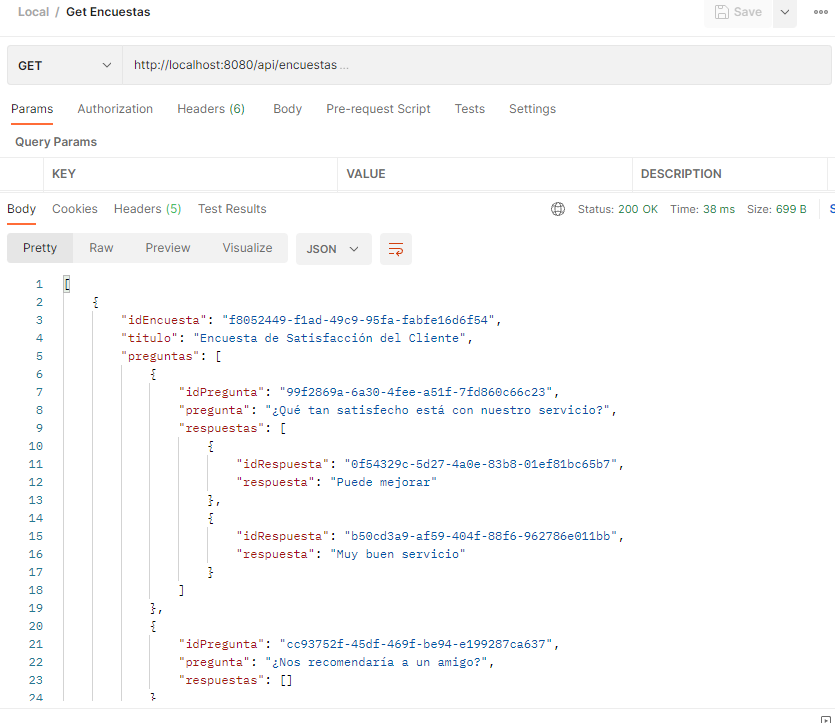 Local / Get Encuestas
Save
GET
http://localhost:8080/api/encuestas ...
Params Authorization Headers (6) Body Pre-request Script Tests Settings
Query Params
KEY VALUE DESCRIPTION
Body Cookies Headers (5) Test Results Status: 200 OK Time: 38 ms Size: 699 B
Pretty Raw Preview Visualize JSON
1 [
2 {
3 "idEncuesta": "f8052449-f1ad-49c9-95fa-fabfe16d6f54",
4 "titulo": "Encuesta de Satisfacción del Cliente",
5 "preguntas": [
6 {
7 "idPregunta": "99f2869a-6a30-4fee-a51f-7fd860c66c23",
8 "pregunta": "¿Qué tan satisfecho está con nuestro servicio?",
9 "respuestas": [
10 {
11 "idRespuesta": "0f54329c-5d27-4a0e-83b8-01ef81bc65b7",
12 "respuesta": "Puede mejorar"
13 },
14 {
15 "idRespuesta": "b50cd3a9-af59-404f-88f6-962786e011bb",
16 "respuesta": "Muy buen servicio"
17 }
18 ]
19 },
20 {
21 "idPregunta": "cc93752f-45df-469f-be94-e199287ca637",
22 "pregunta": "¿Nos recomendaría a un amigo?",
23 "respuestas": []
24 }